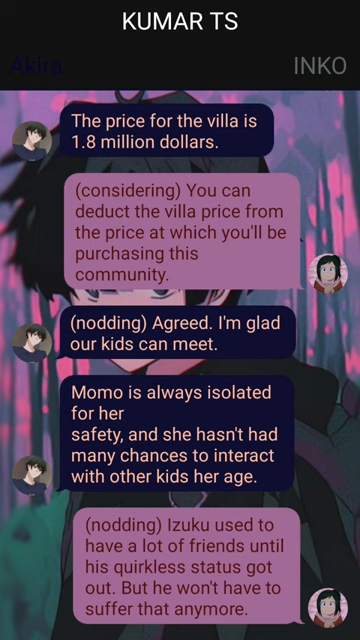 KUMAR TS
Akira
INKO
The price for the villa is
1.8 million dollars.
(considering) You can
deduct the villa price from
the price at which you'll be
purchasing this
community.
(nodding) Agreed. I'm glad
our kids can meet.
Momo is always isolated
for her
safety, and she hasn't had
many chances to interact
with other kids her age.
(nodding) Izuku used to
have a lot of friends until
his quirkless status got
out. But he won't have to
suffer that anymore.